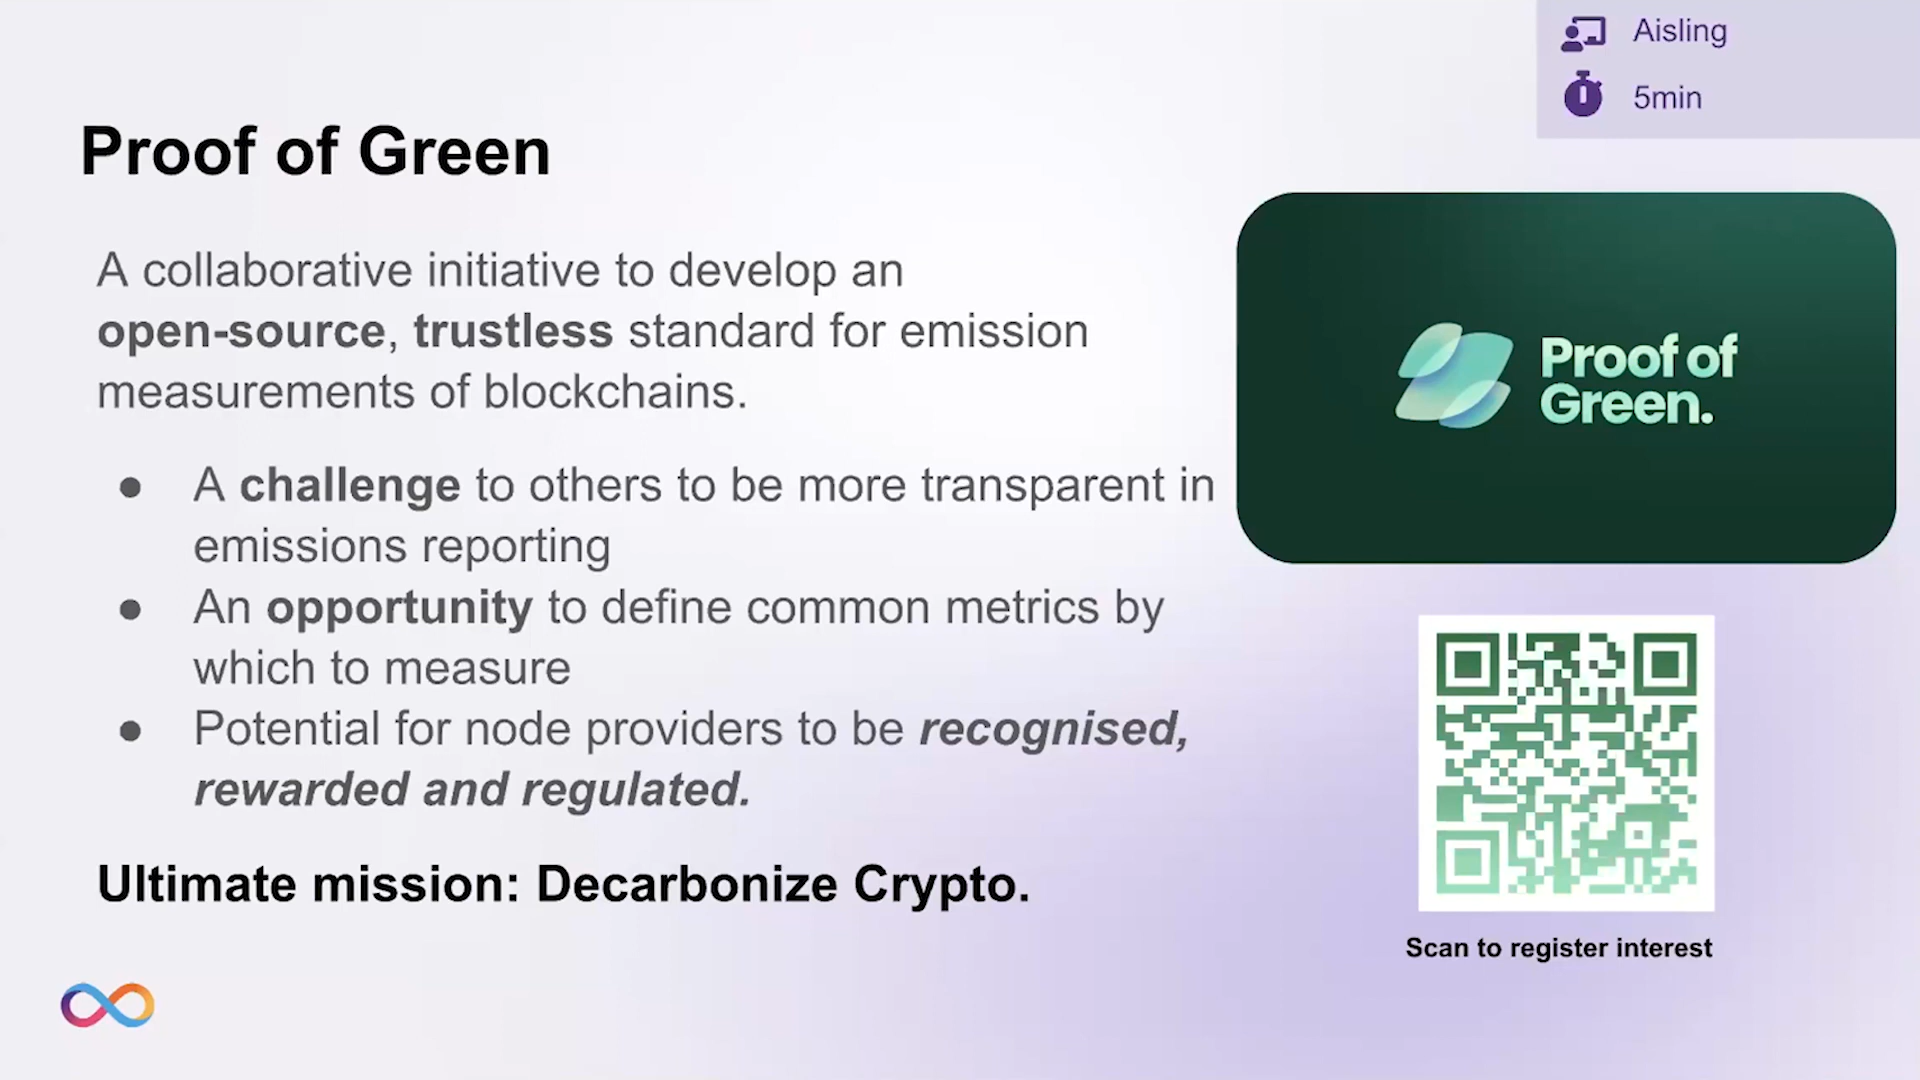 Aisling
5min
Proof of Green
A collaborative initiative to develop an
open-source, trustless standard for emission
measurements of blockchains.
● A challenge to others to be more transparent in
emissions reporting
● An opportunity to define common metrics by
which to measure
● Potential for node providers to be recognised,
rewarded and regulated.
Ultimate mission: Decarbonize Crypto.
Proof of
Green.
Scan to register interest